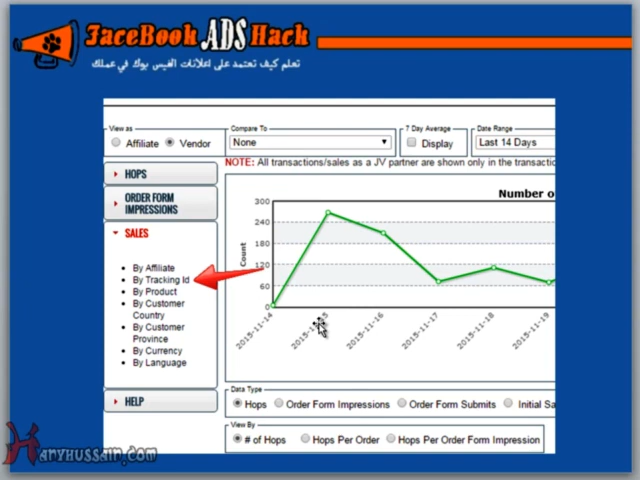 FaceBook ADS Hack
تعلم كيف تعتمد على اعلانات الفيس بوك في عملك
View as
Affiliate
Vendor
Compare To
None
7 Day Average
Display
Date Range
Last 14 Days
NOTE: All transactions/sales as a JV partner are shown only in the transactio
HOPS
ORDER FORM
IMPRESSIONS
SALES
By Affiliate
By Tracking Id
By Product
By Customer
Country
By Customer
Province
By Currency
By Language
HELP
Number o
Count
300
240
180
120
60
0
2015-11-14
2015-11-15
2015-11-16
2015-11-17
2015-11-18
2015-11-19
Data Type
Hops
Order Form Impressions
Order Form Submits
Initial Sa
View By
# of Hops
Hops Per Order
Hops Per Order Form Impression
Hanyhussain.com